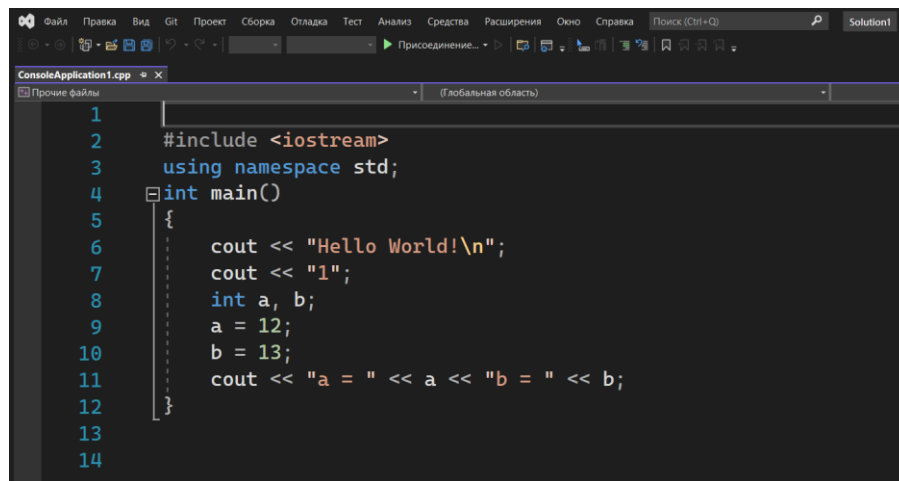 Файл Правка Вид Git Проект Сборка Отладка Тест Анализ Средства Расширения Окно Справка Поиск (Ctrl+Q) Solution1
Присоединение...
ConsoleApplication1.cpp
Прочие файлы (Глобальная область)
1
2 #include <iostream>
3 using namespace std;
4 int main()
5 {
6 cout << "Hello World!\n";
7 cout << "1";
8 int a, b;
9 a = 12;
10 b = 13;
11 cout << "a = " << a << "b = " << b;
12 }
13
14